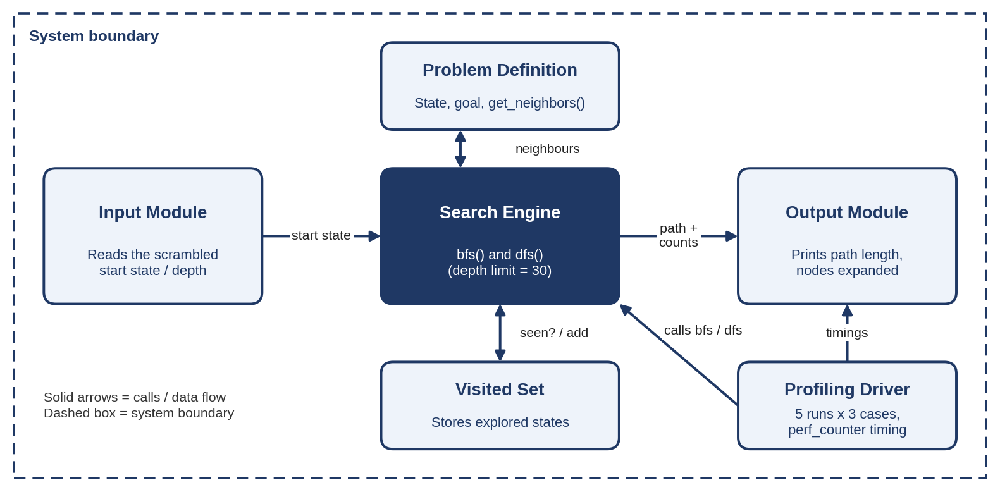 System boundary
Problem Definition
State, goal, get_neighbors()
neighbours
Input Module
Reads the scrambled
start state / depth
start state
Search Engine
bfs() and dfs()
(depth limit = 30)
path +
counts
Output Module
Prints path length,
nodes expanded
seen? / add
calls bfs / dfs
timings
Visited Set
Stores explored states
Profiling Driver
5 runs x 3 cases,
perf_counter timing
Solid arrows = calls / data flow
Dashed box = system boundary